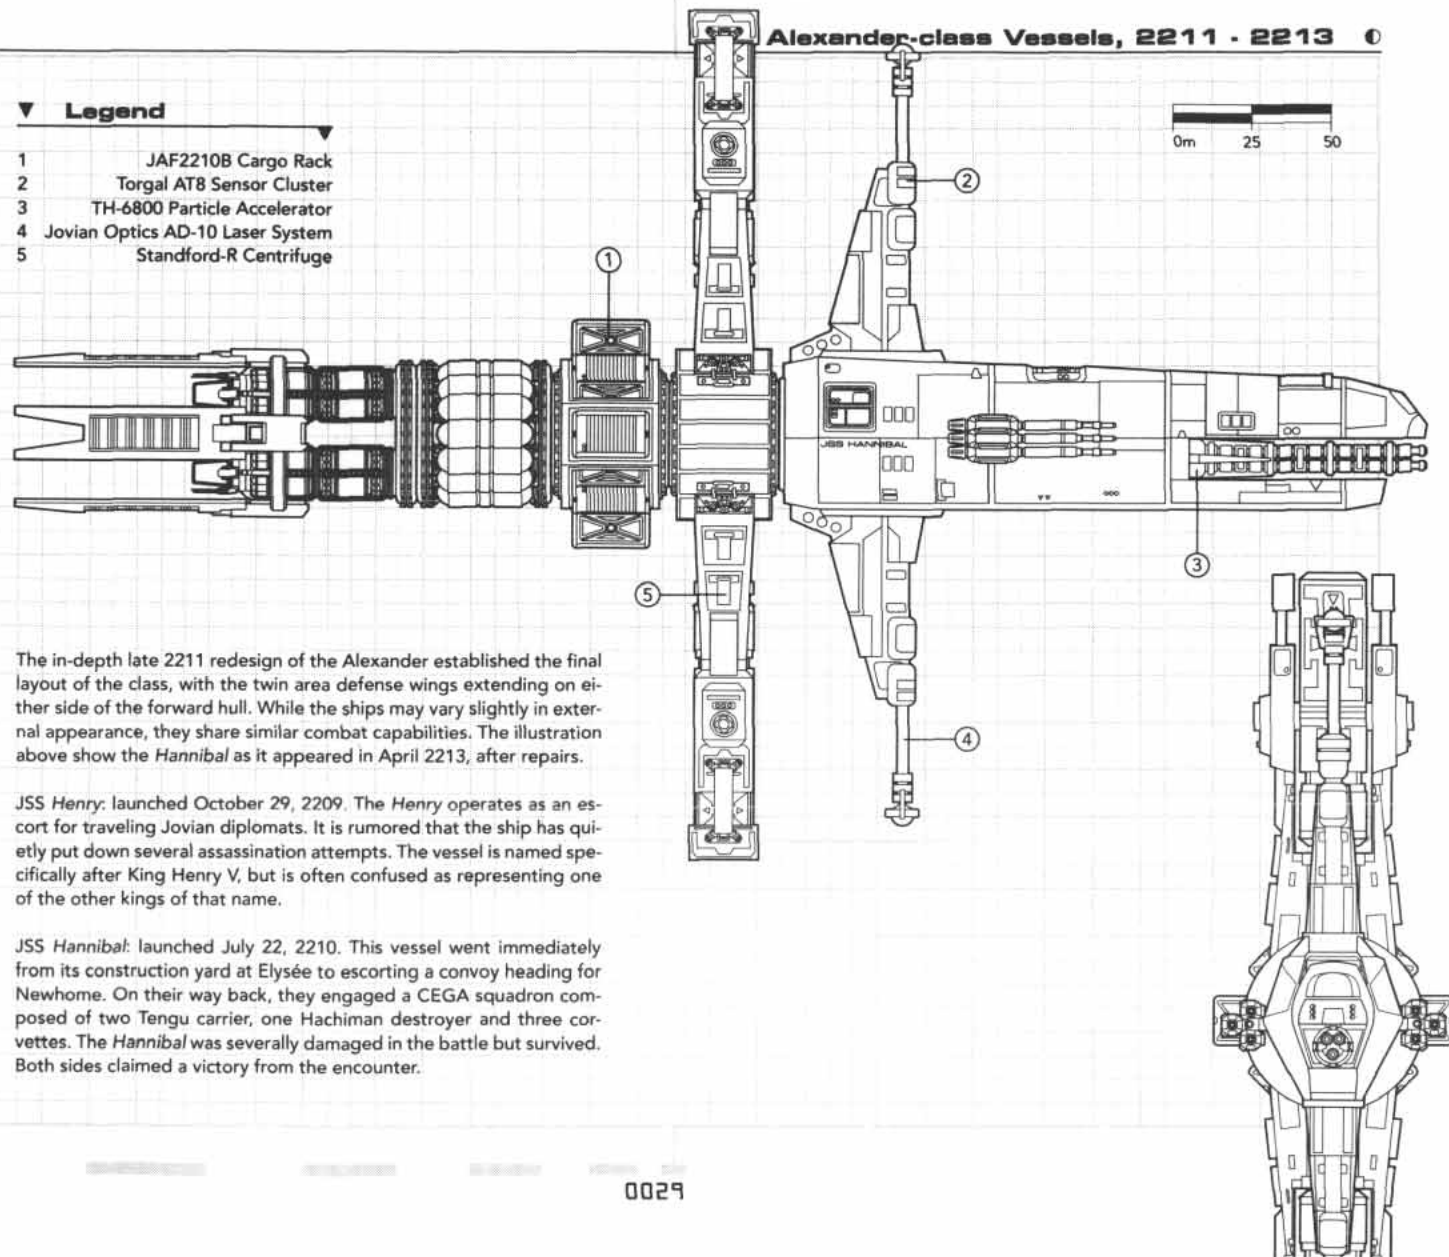 Alexander-class Vessels, 2211 - 2213
Legend
1 JAF2210B Cargo Rack
2 Torgal AT8 Sensor Cluster
3 TH-6800 Particle Accelerator
4 Jovian Optics AD-10 Laser System
5 Standford-R Centrifuge
0m 25 50
1
2
JSS HANNIBAL
3
5
4
The in-depth late 2211 redesign of the Alexander established the final
layout of the class, with the twin area defense wings extending on ei-
ther side of the forward hull. While the ships may vary slightly in exter-
nal appearance, they share similar combat capabilities. The illustration
above show the Hannibal as it appeared in April 2213, after repairs.
JSS Henry: launched October 29, 2209. The Henry operates as an es-
cort for traveling Jovian diplomats. It is rumored that the ship has qui-
etly put down several assassination attempts. The vessel is named spe-
cifically after King Henry V, but is often confused as representing one
of the other kings of that name.
JSS Hannibal: launched July 22, 2210. This vessel went immediately
from its construction yard at Elysée to escorting a convoy heading for
Newhome. On their way back, they engaged a CEGA squadron com-
posed of two Tengu carrier, one Hachiman destroyer and three cor-
vettes. The Hannibal was severally damaged in the battle but survived.
Both sides claimed a victory from the encounter.
0029